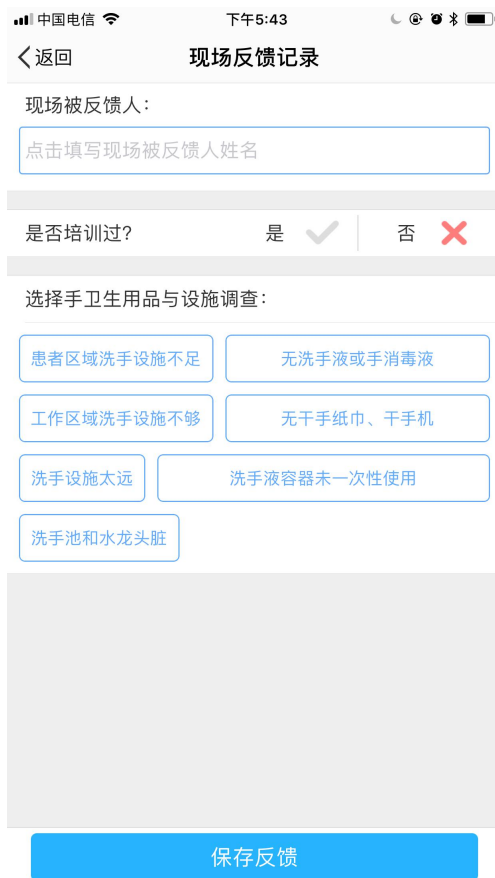 中国电信 下午5:43
返回 现场反馈记录
现场被反馈人：
点击填写现场被反馈人姓名
是否培训过? 是 否
选择手卫生用品与设施调查：
患者区域洗手设施不足 无洗手液或手消毒液
工作区域洗手设施不够 无干手纸巾、干手机
洗手设施太远 洗手液容器未一次性使用
洗手池和水龙头脏
保存反馈